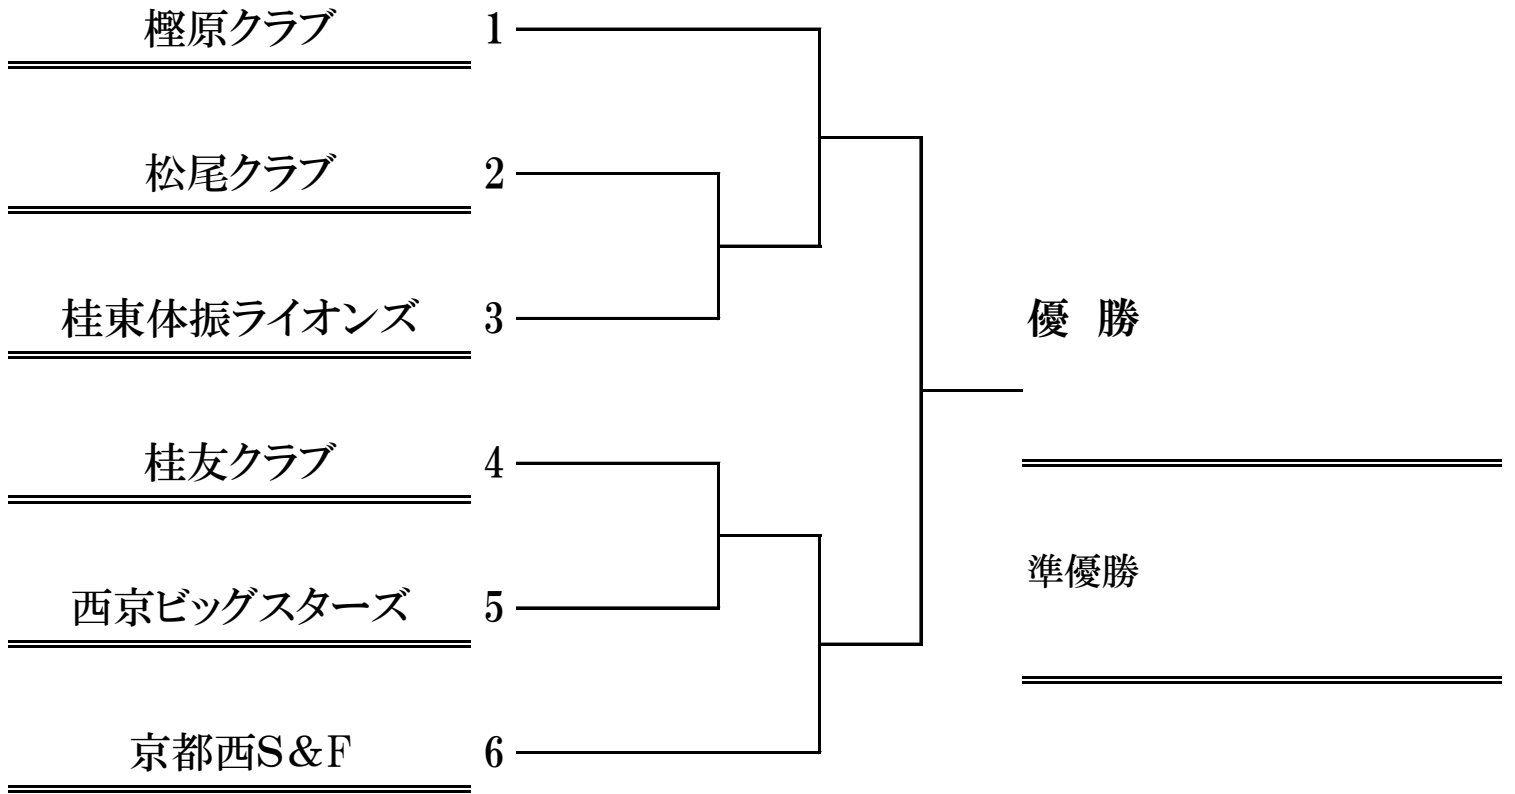 樫原クラブ 1
松尾クラブ 2
桂東体振ライオンズ 3
優 勝
桂友クラブ 4
準優勝
西京ビッグスターズ 5
京都西S＆F 6